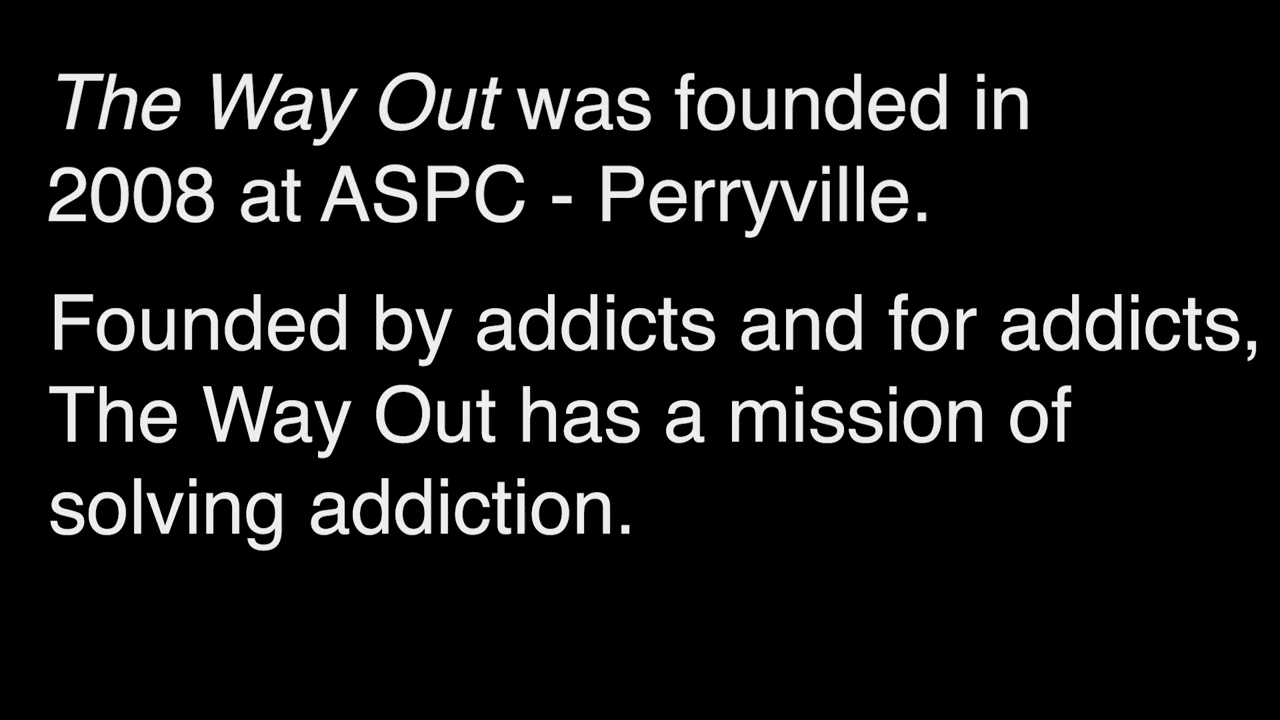 The Way Out was founded in
2008 at ASPC - Perryville.
Founded by addicts and for addicts,
The Way Out has a mission of
solving addiction.